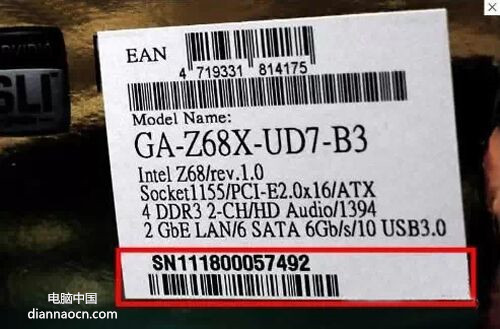 EAN
4 719331 814175
Model Name:
GA-Z68X-UD7-B3
Intel Z68/rev.1.0
Socket1155/PCI-E2.0x16/ATX
4 DDR3 2-CH/HD Audio/1394
2 GbE LAN/6 SATA 6Gb/s/10 USB3.0
SN111800057492
SLI
电脑中国
diannaocn.com